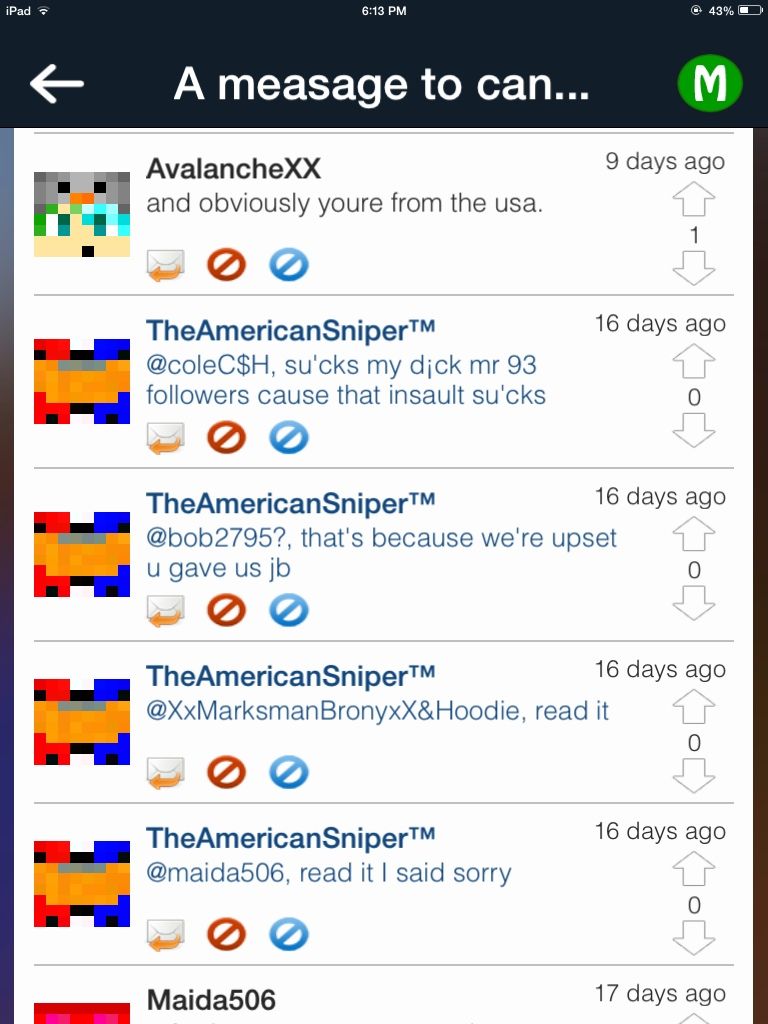 iPad 6:13 PM 43%
A measage to can... M
AvalancheXX 9 days ago
and obviously youre from the usa.
1
TheAmericanSniper™ 16 days ago
@coleC$H, su'cks my d¡ck mr 93
followers cause that insault su'cks
0
TheAmericanSniper™ 16 days ago
@bob2795?, that's because we're upset
u gave us jb
0
TheAmericanSniper™ 16 days ago
@XxMarksmanBronyxX&Hoodie, read it
0
TheAmericanSniper™ 16 days ago
@maida506, read it I said sorry
0
Maida506 17 days ago